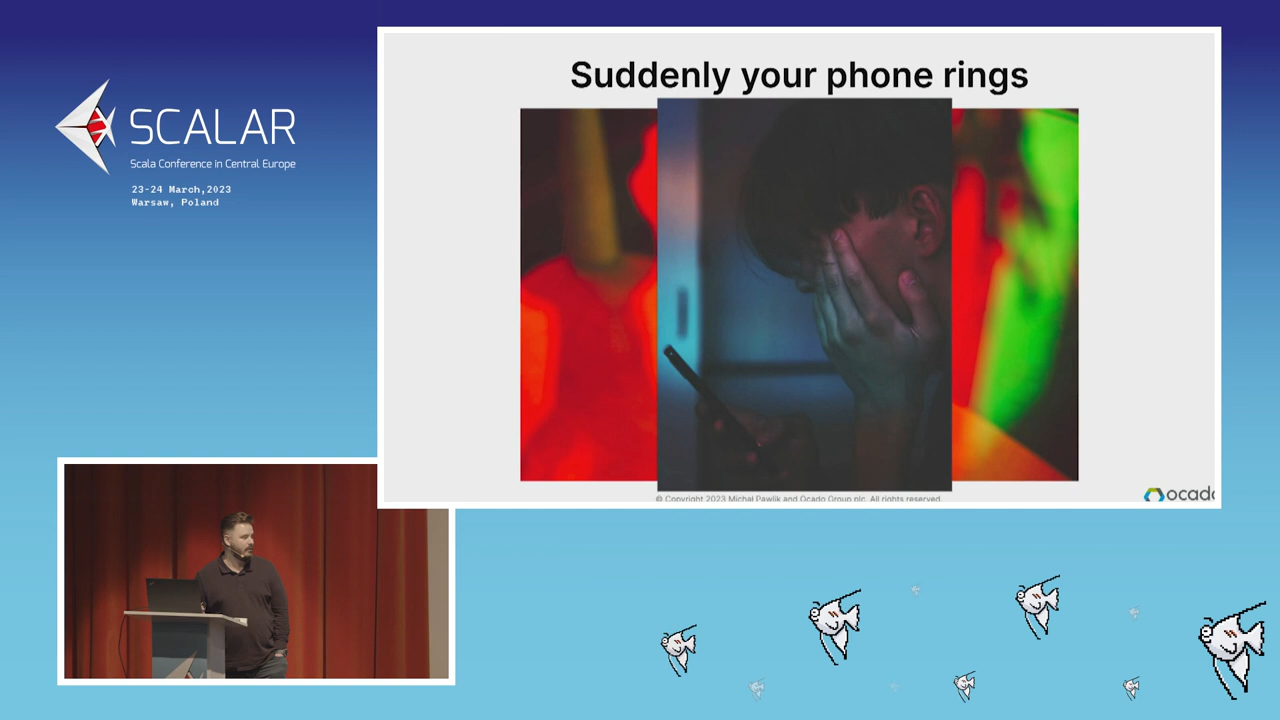 SCALAR
Scala Conference in Central Europe
23-24 March,2023
Warsaw, Poland
Suddenly your phone rings
© Copyright 2023 Michał Pawlik and Ocado Group plc. All rights reserved.
ocado